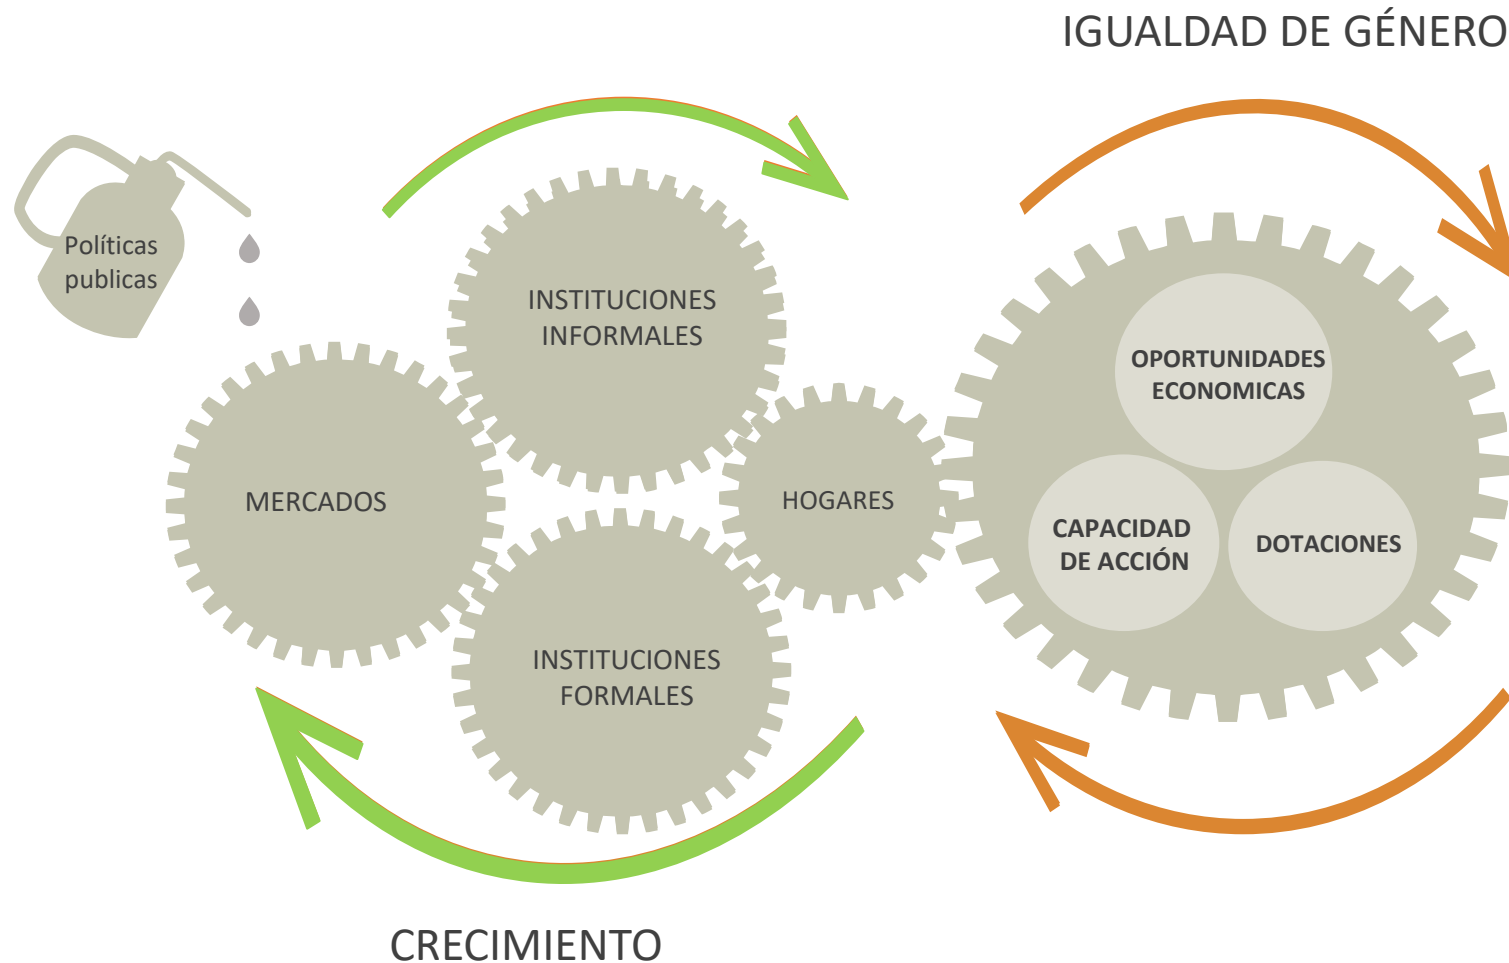 IGUALDAD DE GÉNERO
Políticas
publicas
INSTITUCIONES
INFORMALES
MERCADOS
HOGARES
INSTITUCIONES
FORMALES
OPORTUNIDADES
ECONOMICAS
CAPACIDAD
DE ACCIÓN
DOTACIONES
CRECIMIENTO